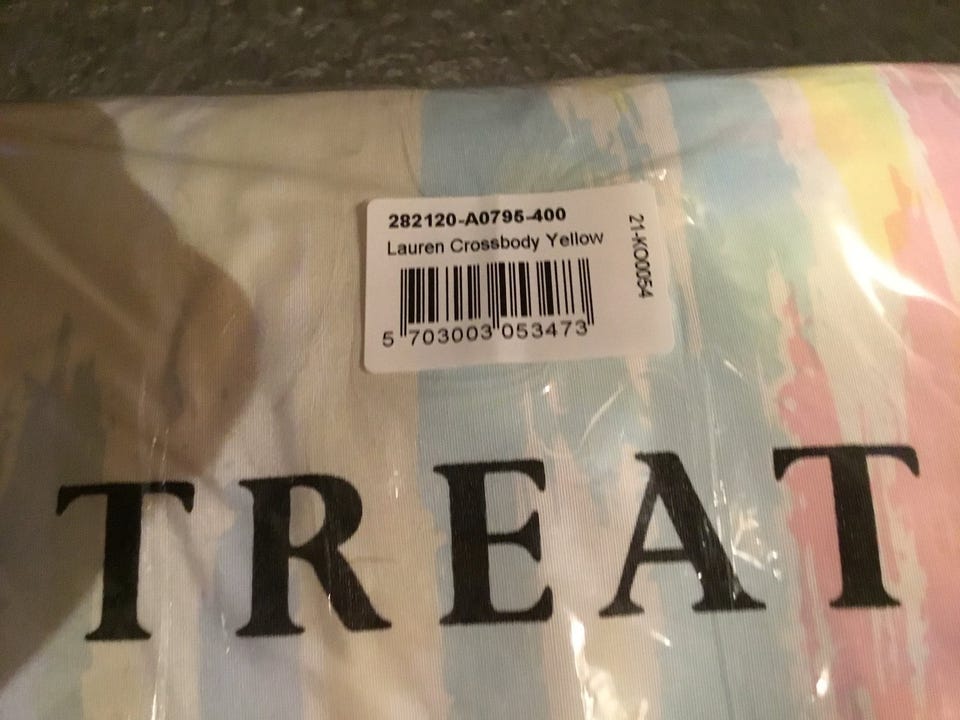 282120-A0795-400
Lauren Crossbody Yellow
5 703003 053473
21-KO0054
TREAT